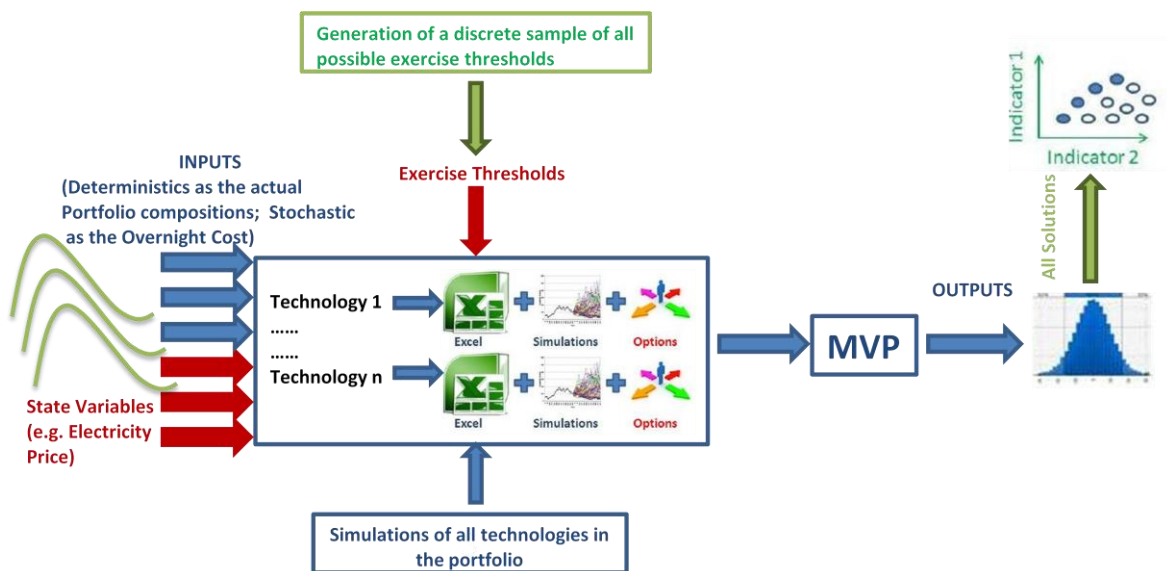 Generation of a discrete sample of all
possible exercise thresholds
Indicator 1
Indicator 2
INPUTS
(Deterministics as the actual
Portfolio compositions; Stochastic
as the Overnight Cost)
Exercise Thresholds
All Solutions
Technology 1
......
......
Technology n
Excel
Simulations
Options
Excel
Simulations
Options
MVP
OUTPUTS
State Variables
(e.g. Electricity
Price)
Simulations of all technologies in
the portfolio